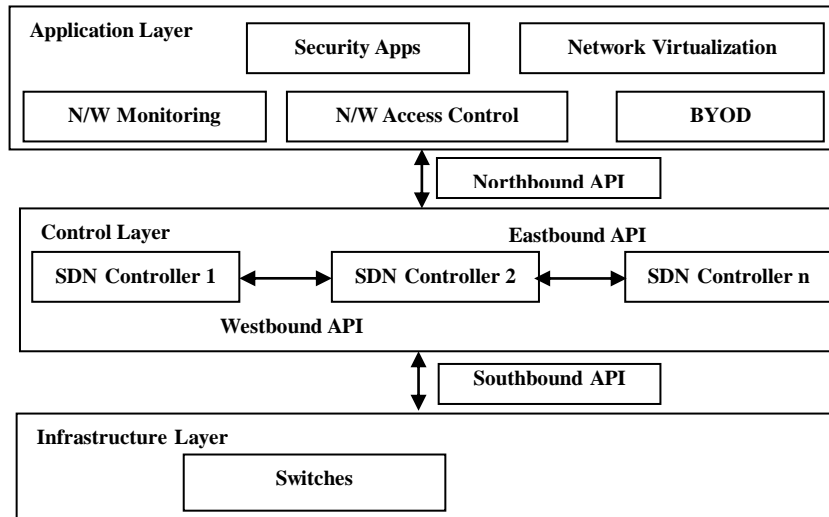 Application Layer
Security Apps
Network Virtualization
N/W Monitoring
N/W Access Control
BYOD
Northbound API
Control Layer
Eastbound API
SDN Controller 1
SDN Controller 2
SDN Controller n
Westbound API
Southbound API
Infrastructure Layer
Switches